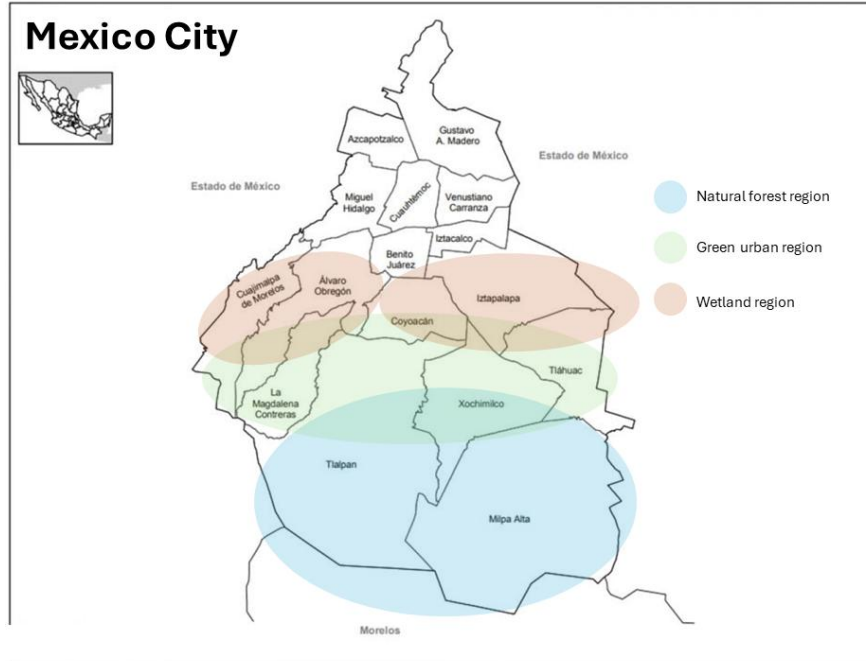 Mexico City
Gustavo
A. Madero
Azcapotzalco
Estado de México
Estado de México
Miguel
Hidalgo
Cuauhtémoc
Venustiano
Carranza
Natural forest region
Iztacalco
Green urban region
Benito
Juárez
Cuajimalpa
de Morelos
Álvaro
Obregón
Iztapalapa
Wetland region
Coyoacán
Tláhuac
La
Magdalena
Contreras
Xochimilco
Tlalpan
Milpa Alta
Morelos